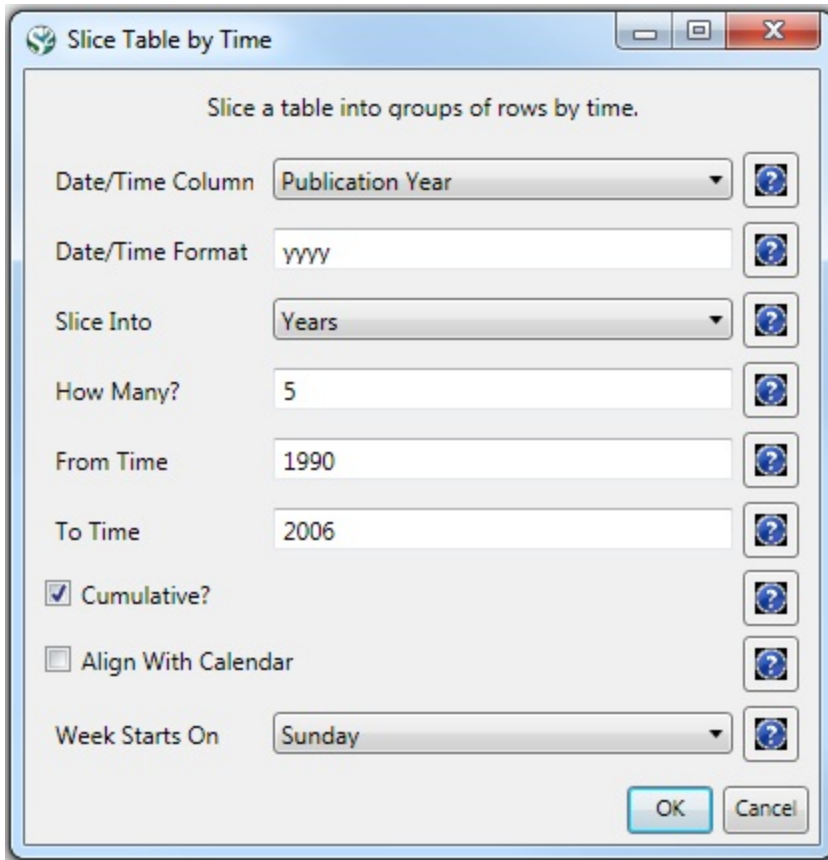 Slice Table by Time
Slice a table into groups of rows by time.
Date/Time Column Publication Year
Date/Time Format yyyy
Slice Into Years
How Many? 5
From Time 1990
To Time 2006
Cumulative?
Align With Calendar
Week Starts On Sunday
OK Cancel